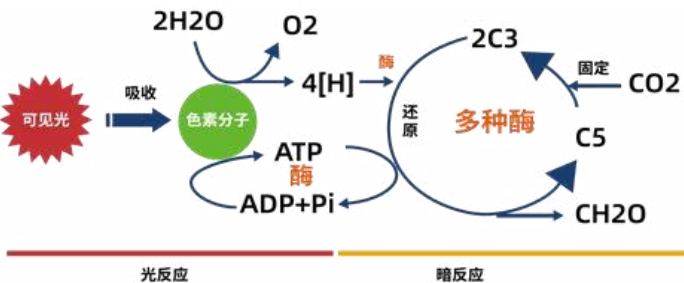 2H2O
O2
2C3
可见光
吸收
色素分子
4[H]
酶
还原
多种酶
固定
CO2
C5
ATP
酶
ADP+Pi
CH2O
光反应
暗反应